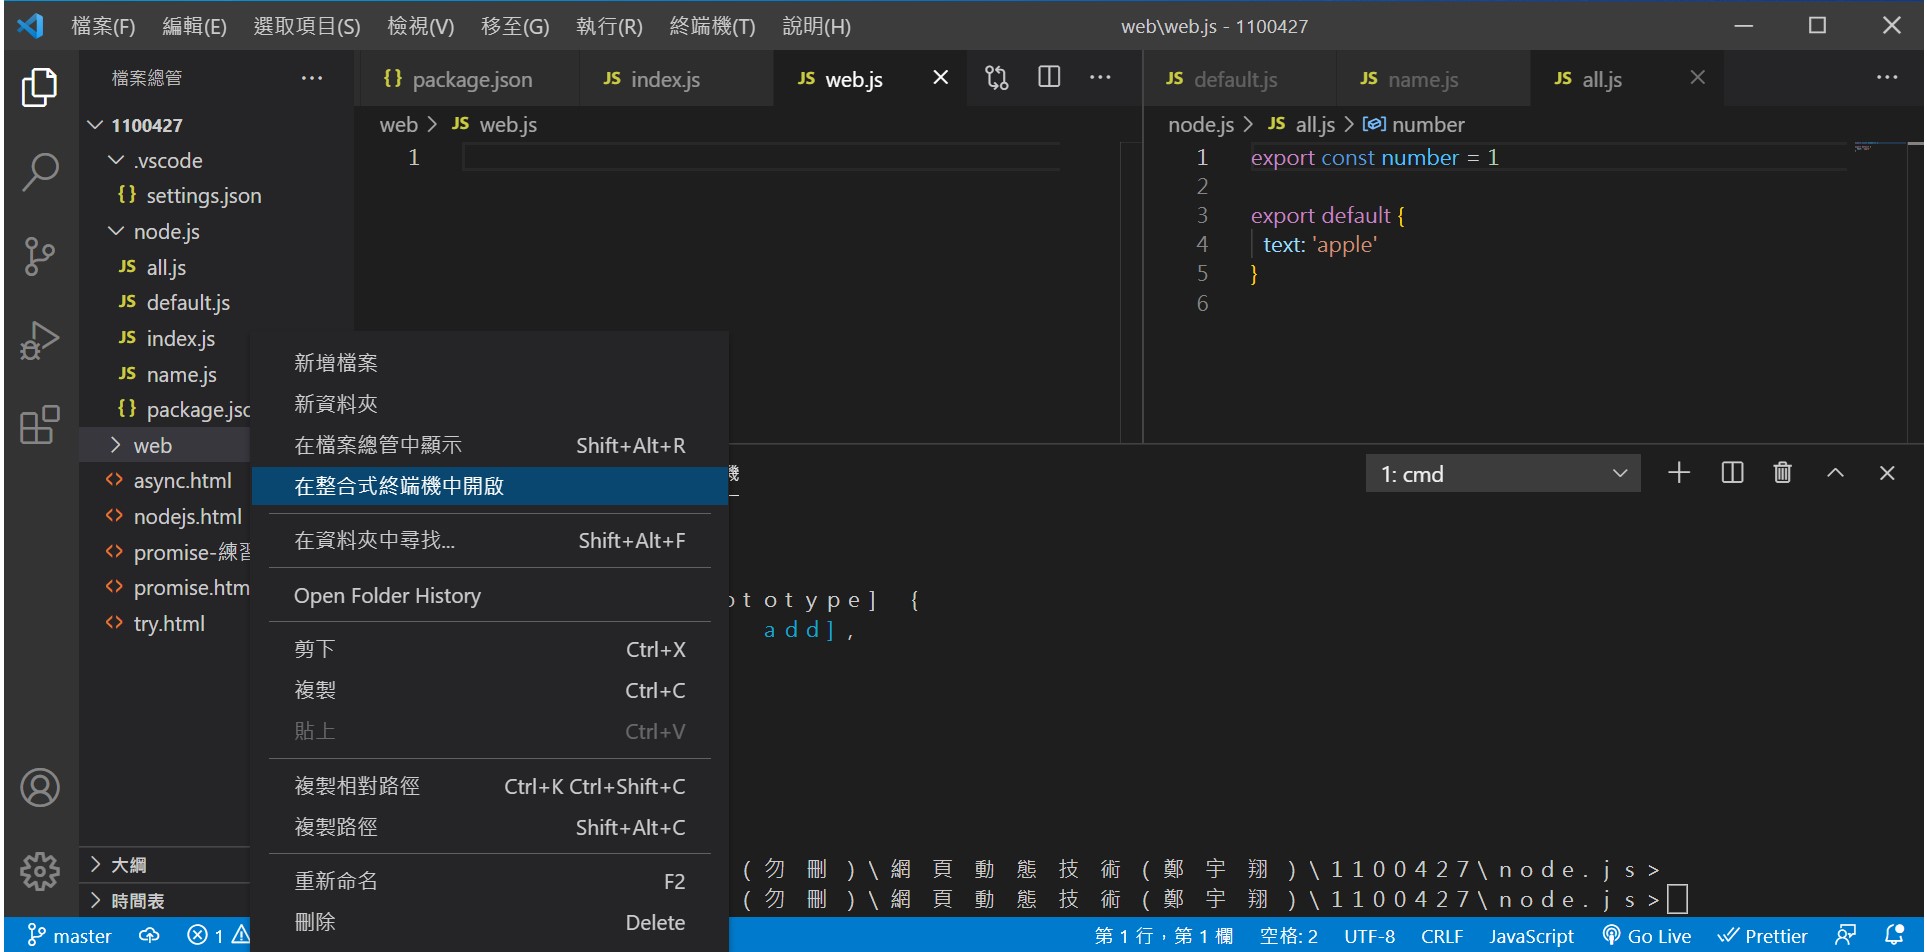 檔案(F) 編輯(E) 選取項目(S) 檢視(V) 移至(G) 執行(R) 終端機(T) 說明(H) web\web.js - 1100427
檔案總管 ···
1100427
.vscode
{} settings.json
node.js
JS all.js
JS default.js
JS index.js
JS name.js
{} package.jsc
web
<> async.html
<> nodejs.html
<> promise-練習
<> promise.htm
<> try.html
大綱
時間表
{} package.json JS index.js JS web.js
web > JS web.js
1
JS default.js JS name.js JS all.js
node.js > JS all.js > number
1 export const number = 1
2
3 export default {
4 text: 'apple'
5 }
6
新增檔案
新資料夾
在檔案總管中顯示 Shift+Alt+R
在整合式終端機中開啟
在資料夾中尋找... Shift+Alt+F
Open Folder History
剪下 Ctrl+X
複製 Ctrl+C
貼上 Ctrl+V
複製相對路徑 Ctrl+K Ctrl+Shift+C
複製路徑 Shift+Alt+C
重新命名 F2
刪除 Delete
機
1: cmd
ototype] {
add],
(勿刪)\網頁動態技術(鄭宇翔)\1100427\node.js>
(勿刪)\網頁動態技術(鄭宇翔)\1100427\node.js>
master 1 第 1 行，第 1 欄 空格: 2 UTF-8 CRLF JavaScript Go Live Prettier